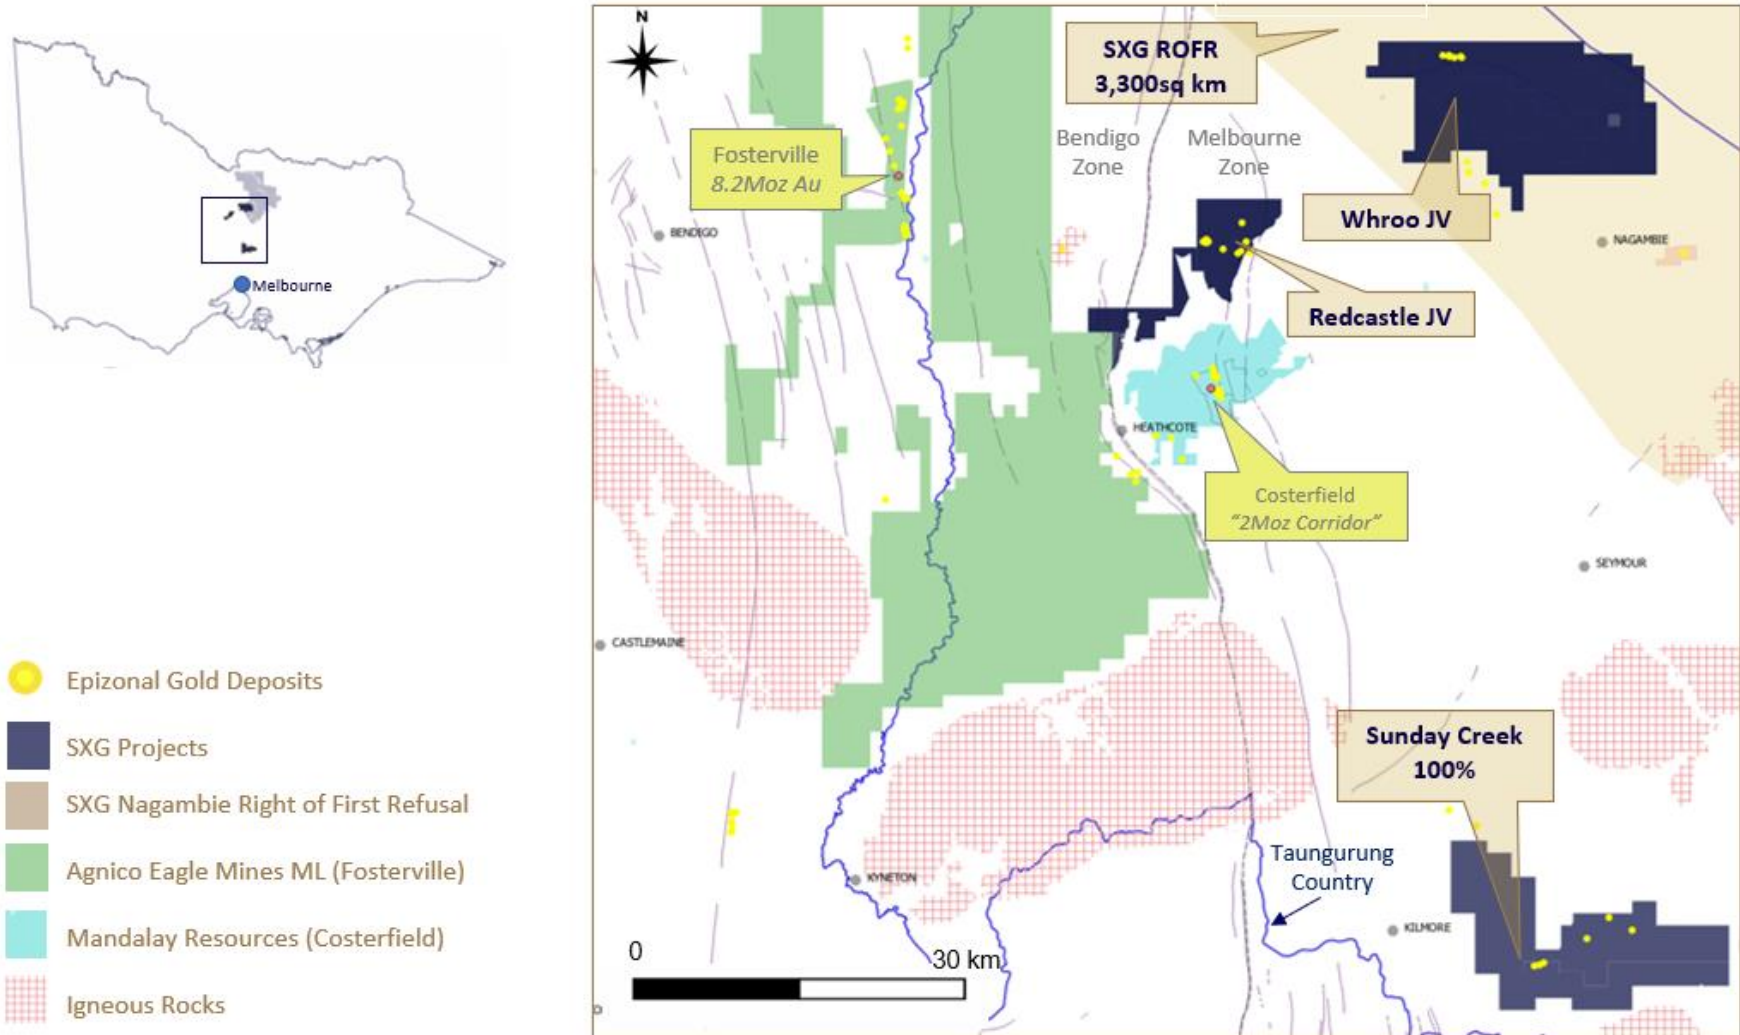 N
SXG ROFR
3,300sq km
Bendigo
Zone
Melbourne
Zone
Fosterville
8.2Moz Au
Whroo JV
BENDIGO
NAGAMBIE
Melbourne
Redcastle JV
HEATHCOTE
Costerfield
“2Moz Corridor”
SEYMOUR
CASTLEMAINE
Epizonal Gold Deposits
SXG Projects
SXG Nagambie Right of First Refusal
Agnico Eagle Mines ML (Fosterville)
Mandalay Resources (Costerfield)
Igneous Rocks
Sunday Creek
100%
Taungurung
Country
KYNETON
KILMORE
0
30 km